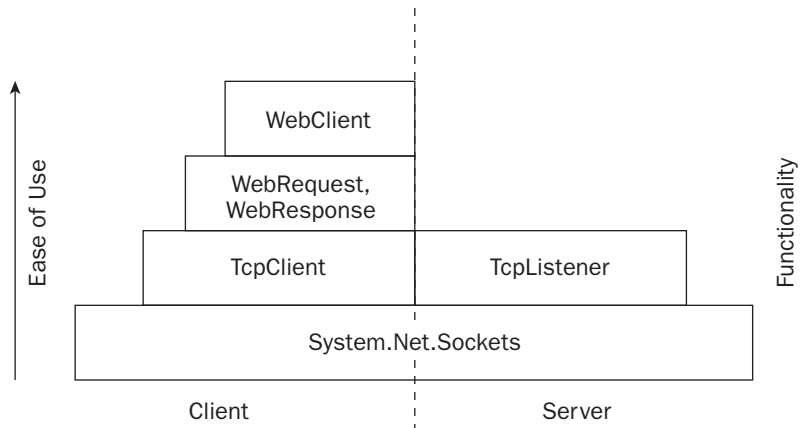 WebClient
WebRequest,
WebResponse
TcpClient
TcpListener
System.Net.Sockets
Ease of Use
Functionality
Client
Server